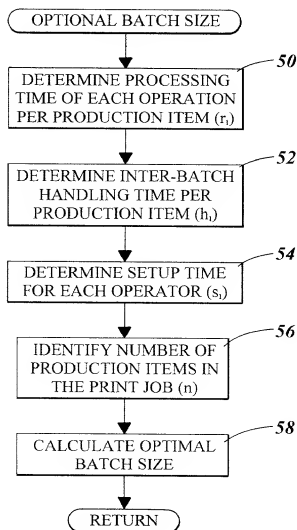 OPTIONAL BATCH SIZE
50
DETERMINE PROCESSING
TIME OF EACH OPERATION
PER PRODUCTION ITEM (r₁)
52
DETERMINE INTER-BATCH
HANDLING TIME PER
PRODUCTION ITEM (h₁)
54
DETERMINE SETUP TIME
FOR EACH OPERATOR (s₁)
56
IDENTIFY NUMBER OF
PRODUCTION ITEMS IN
THE PRINT JOB (n)
58
CALCULATE OPTIMAL
BATCH SIZE
RETURN